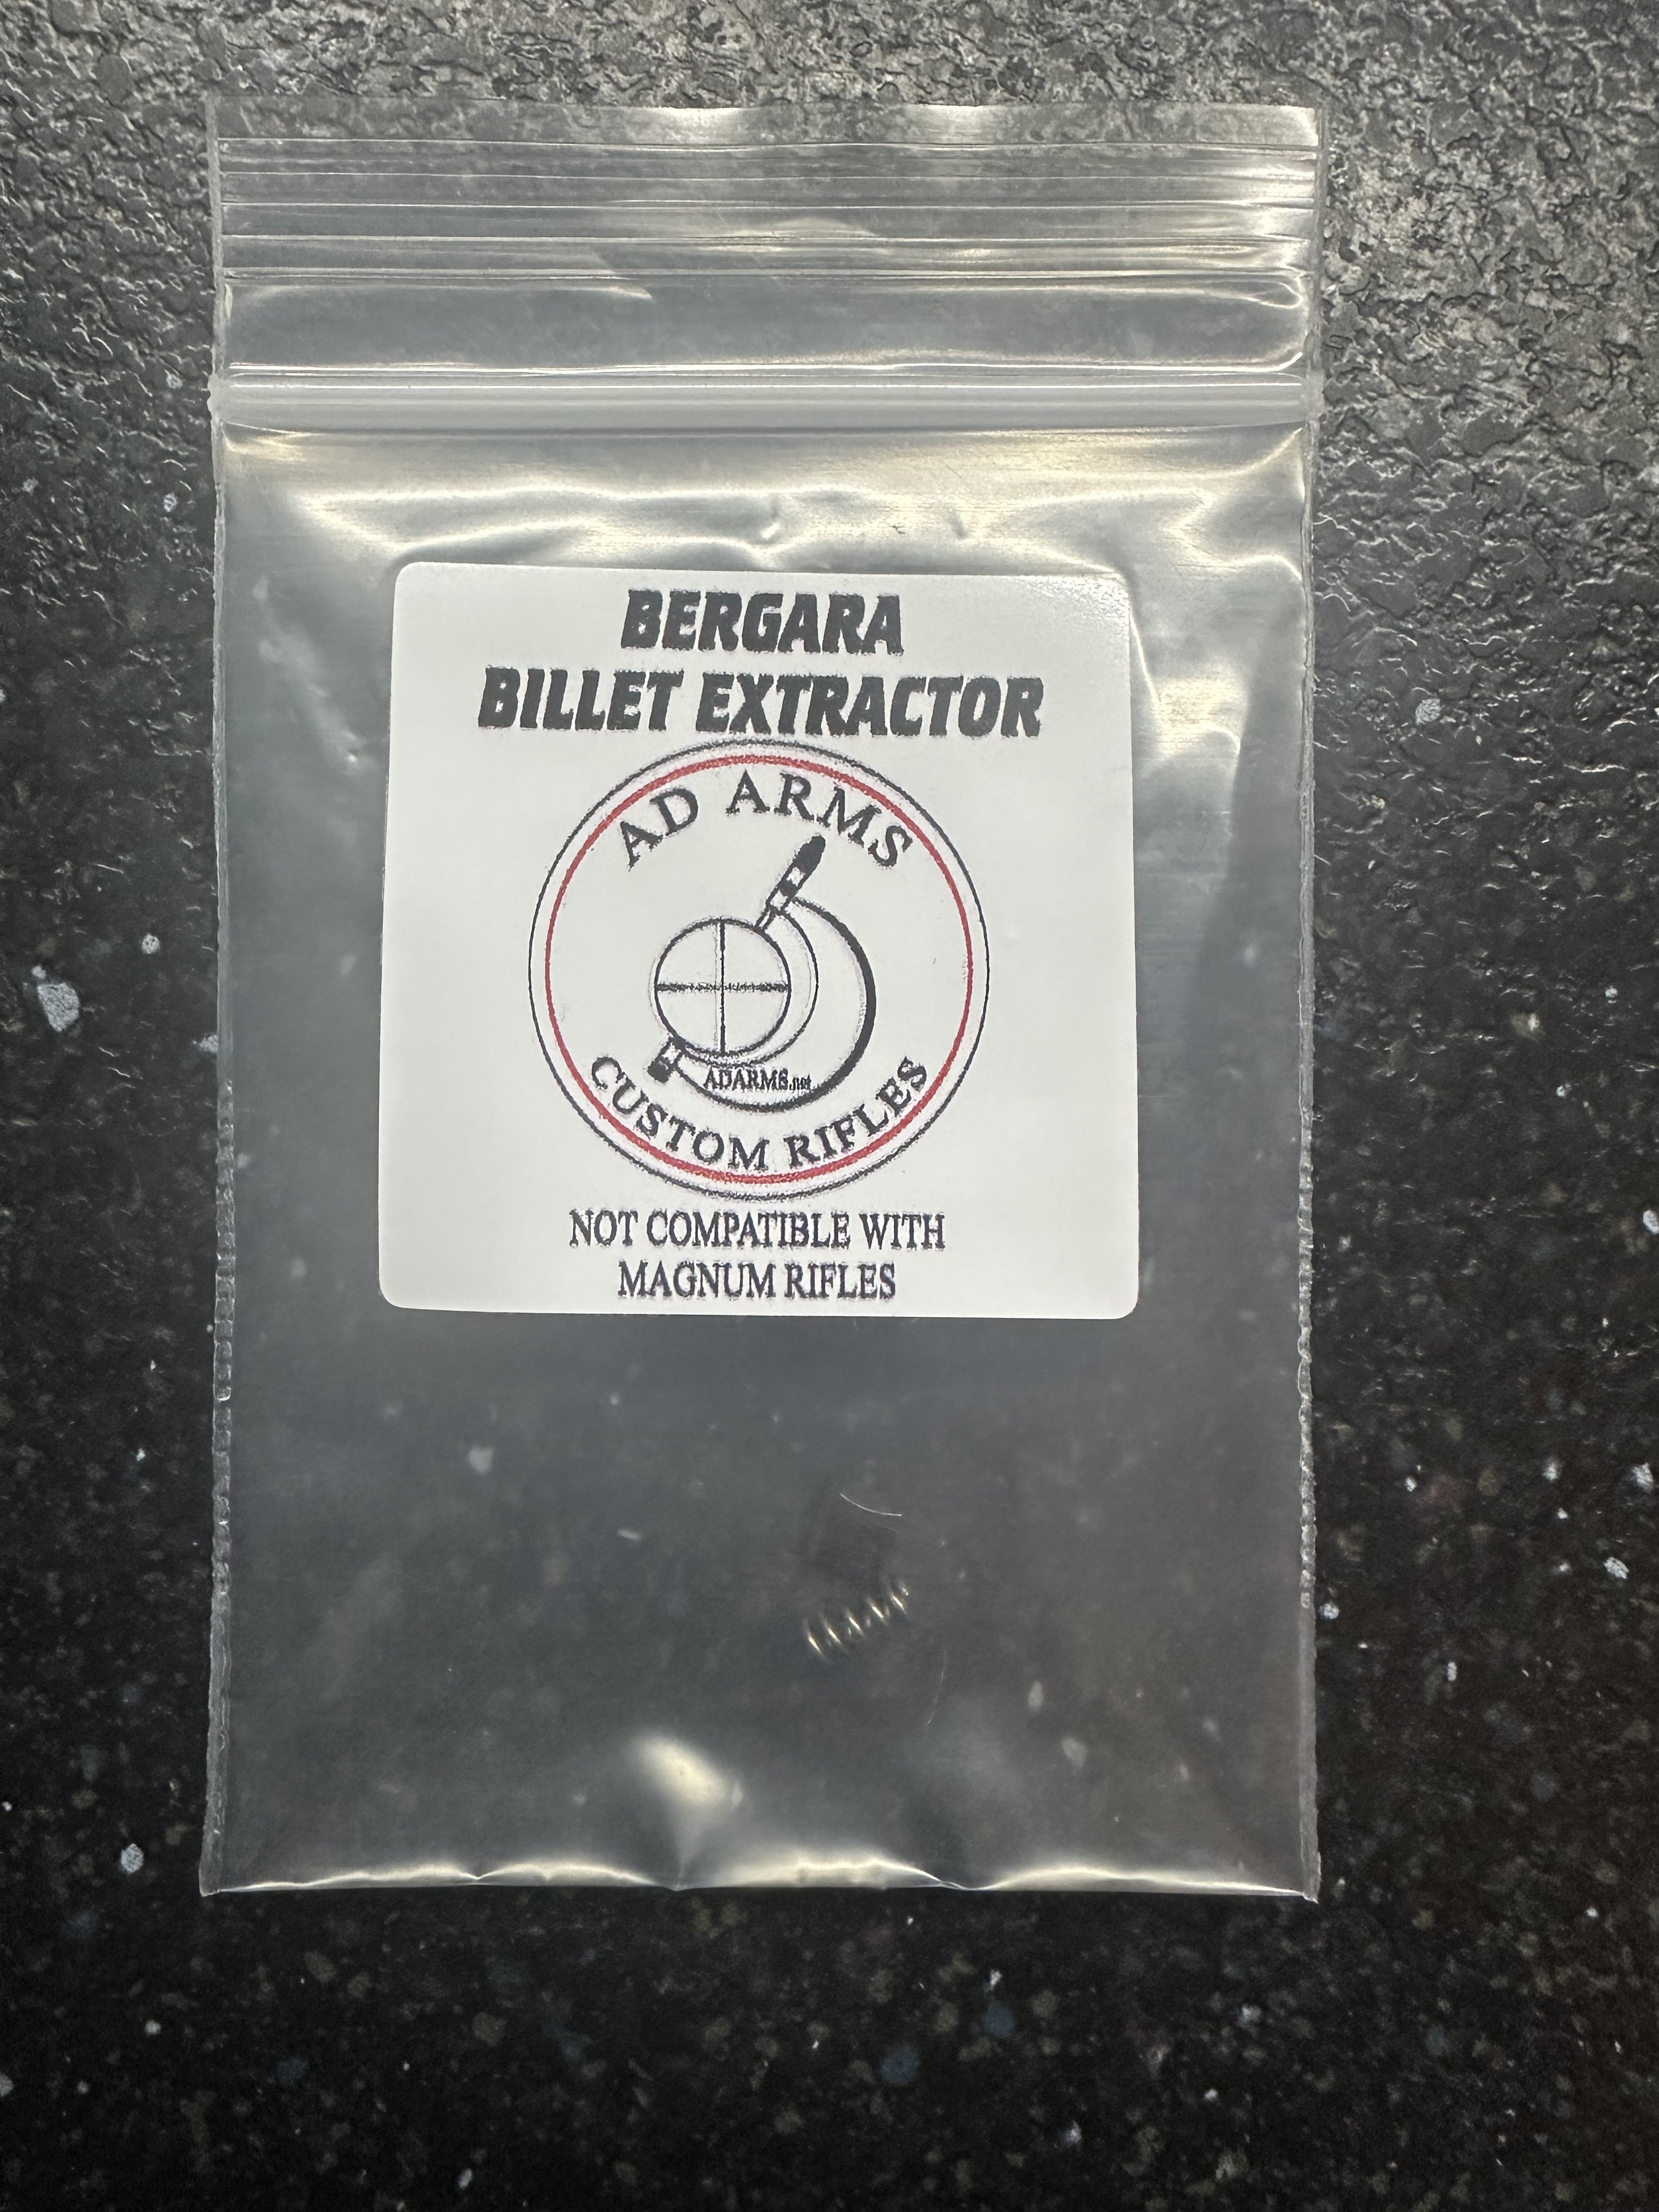 BERGARA
BILLET EXTRACTOR
AD ARMS
ADARMS.net
CUSTOM RIFLES
NOT COMPATIBLE WITH
MAGNUM RIFLES